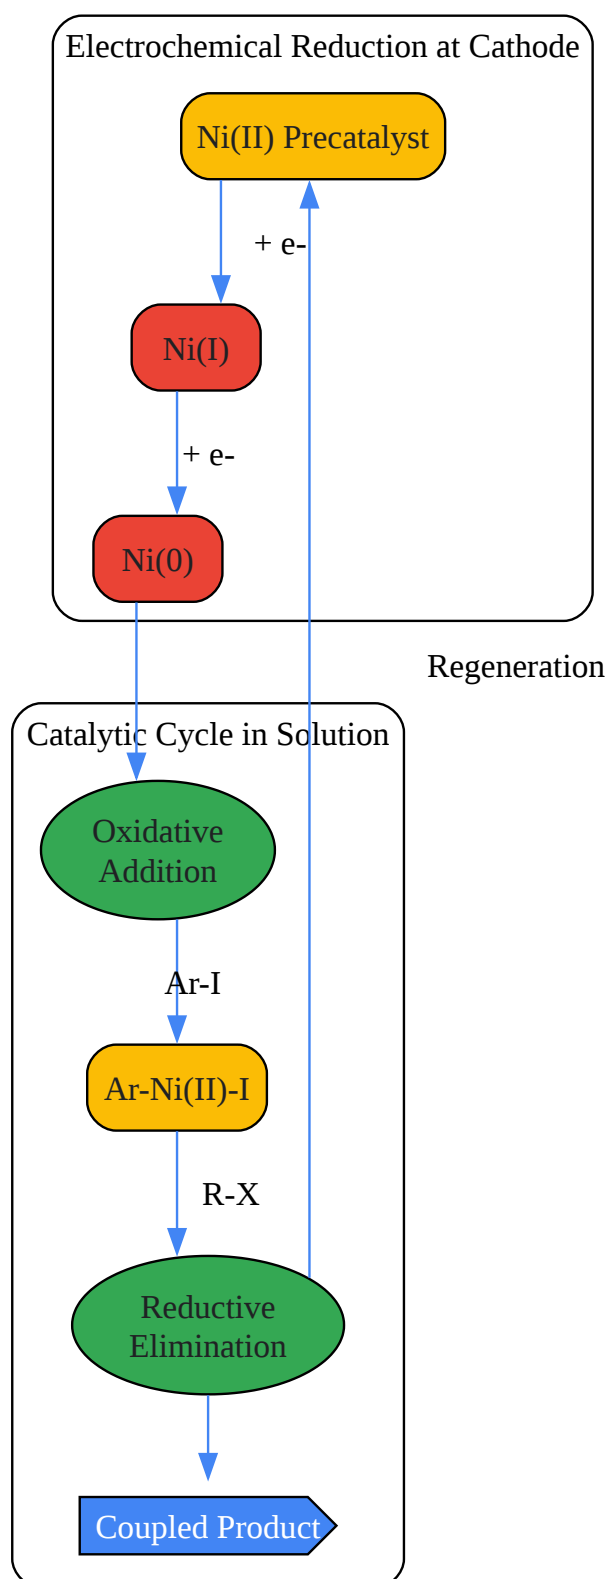 Electrochemical Reduction at Cathode
Ni(II) Precatalyst
+ e-
Ni(I)
+ e-
Ni(0)
Regeneration
Catalytic Cycle in Solution
Oxidative
Addition
Ar-I
Ar-Ni(II)-I
R-X
Reductive
Elimination
Coupled Product